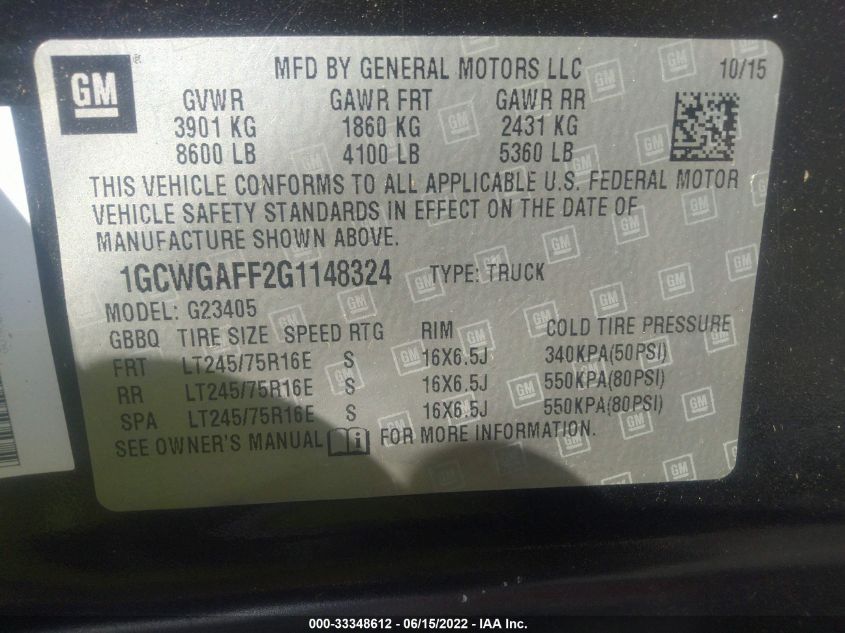 GM
MFD BY GENERAL MOTORS LLC 10/15
GVWR GAWR FRT GAWR RR
3901 KG 1860 KG 2431 KG
8600 LB 4100 LB 5360 LB
THIS VEHICLE CONFORMS TO ALL APPLICABLE U.S. FEDERAL MOTOR
VEHICLE SAFETY STANDARDS IN EFFECT ON THE DATE OF
MANUFACTURE SHOWN ABOVE.
1GCWGAFF2G1148324 TYPE: TRUCK
MODEL: G23405
GBBQ TIRE SIZE SPEED RTG RIM COLD TIRE PRESSURE
FRT LT245/75R16E S 16X6.5J 340KPA(50PSI)
RR LT245/75R16E S 16X6.5J 550KPA(80PSI)
SPA LT245/75R16E S 16X6.5J 550KPA(80PSI)
SEE OWNER'S MANUAL FOR MORE INFORMATION.
000-33348612 - 06/15/2022 - IAA Inc.